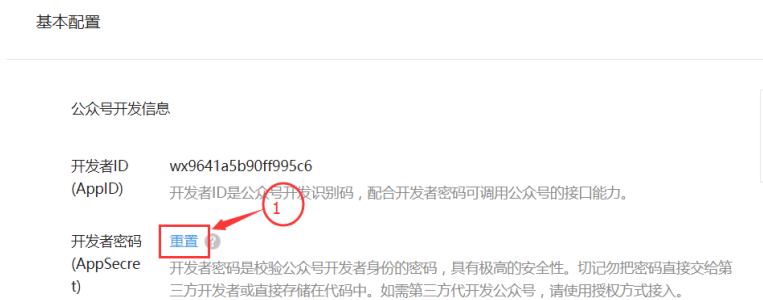 基本配置
公众号开发信息
开发者ID
(AppID)
wx9641a5b90ff995c6
开发者ID是公众号开发识别码，配合开发者密码可调用公众号的接口能力。
1
开发者密码
(AppSecre
t)
重置 ?
开发者密码是校验公众号开发者身份的密码，具有极高的安全性。切记勿把密码直接交给第
三方开发者或直接存储在代码中。如需第三方代开发公众号，请使用授权方式接入。